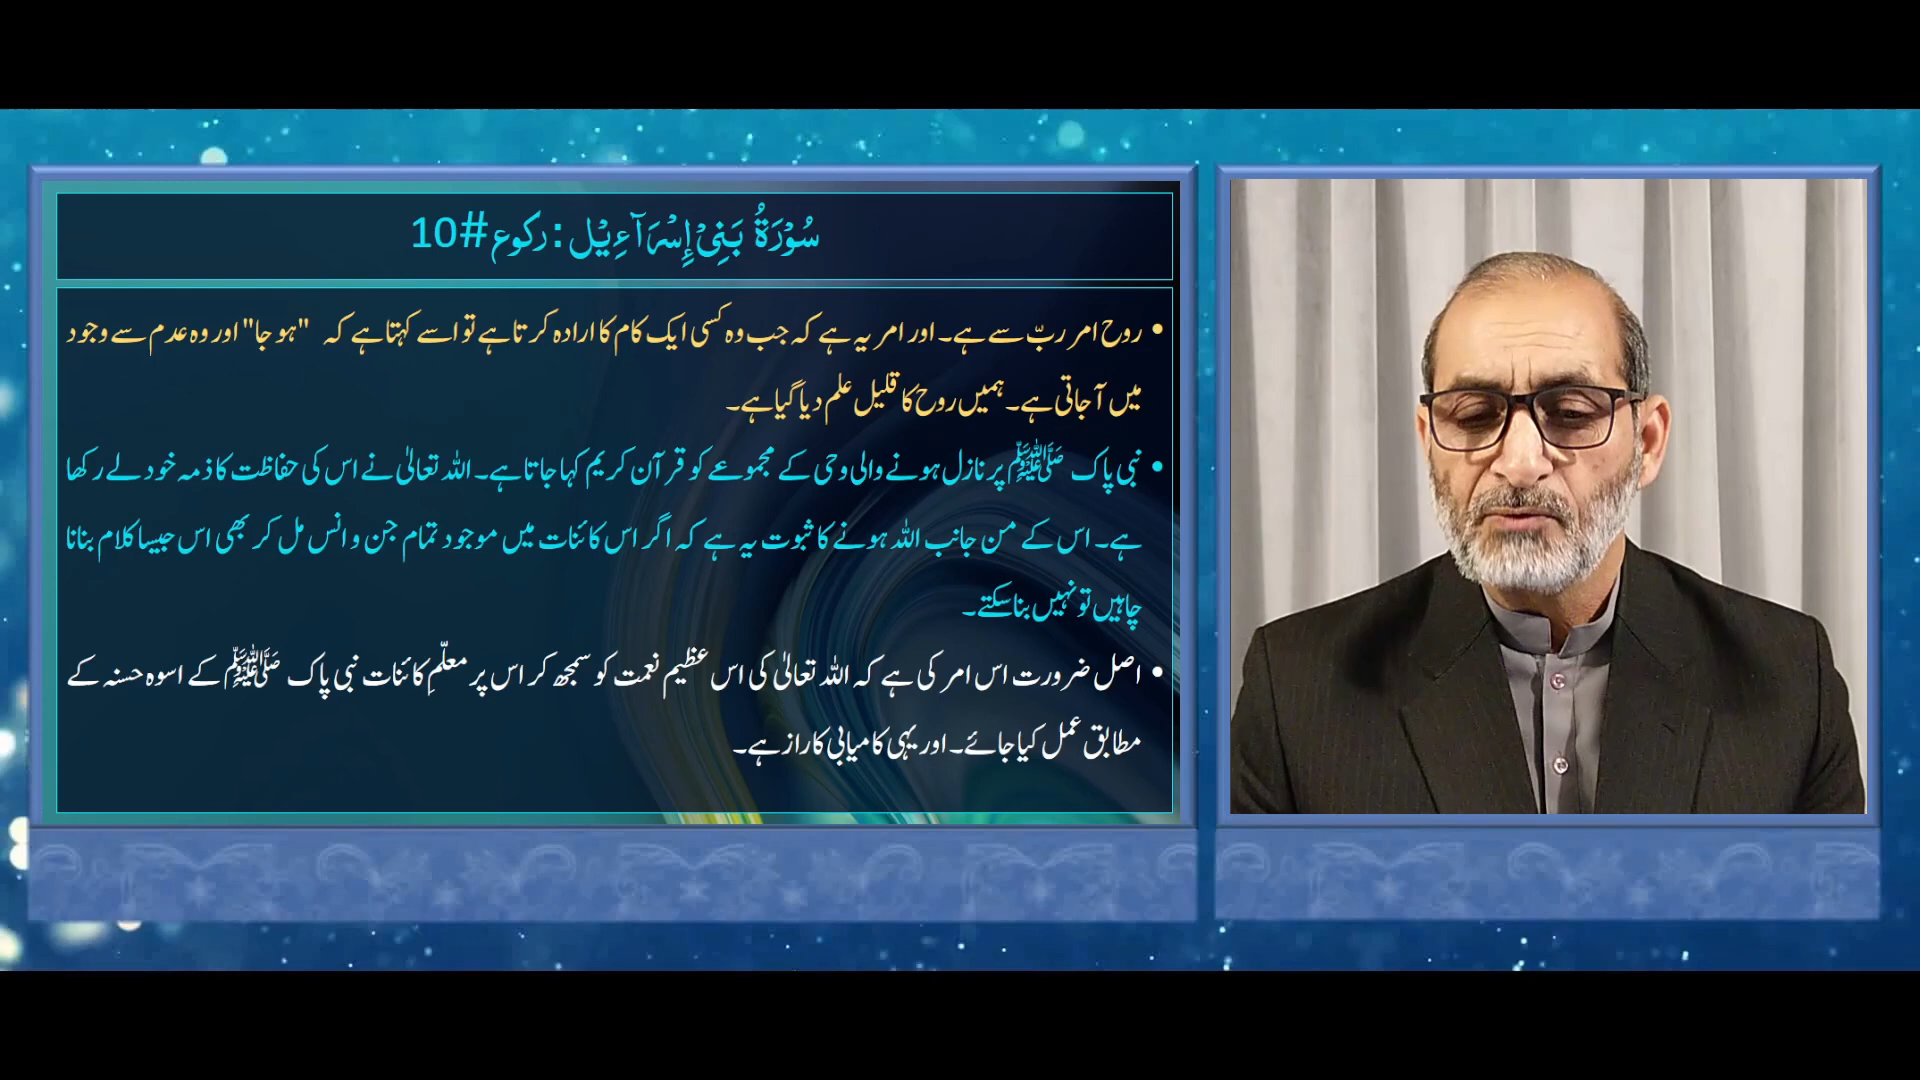 سُوْرَةُ بَنِیْۤ اِسْرَآءِیْل : رکوع#10
• روح امر ربّ سے ہے۔ اور امر یہ ہے کہ جب وہ کسی ایک کام کا ارادہ کرتا ہے تو اسے کہتا ہے کہ "ہو جا" اور وہ عدم سے وجود
میں آ جاتی ہے۔ ہمیں روح کا قلیل علم دیا گیا ہے۔
• نبی پاک ﷺ پر نازل ہونے والی وحی کے مجموعے کو قرآن کریم کہا جاتا ہے۔ اللہ تعالیٰ نے اس کی حفاظت کا ذمہ خود لے رکھا
ہے۔ اس کے من جانب اللہ ہونے کا ثبوت یہ ہے کہ اگر اس کائنات میں موجود تمام جن و انس مل کر بھی اس جیسا کلام بنانا
چاہیں تو نہیں بنا سکتے۔
• اصل ضرورت اس امر کی ہے کہ اللہ تعالیٰ کی اس عظیم نعمت کو سمجھ کر اس پر معلّمِ کائنات نبی پاک ﷺ کے اسوہ حسنہ کے
مطابق عمل کیا جائے۔ اور یہی کامیابی کا راز ہے۔